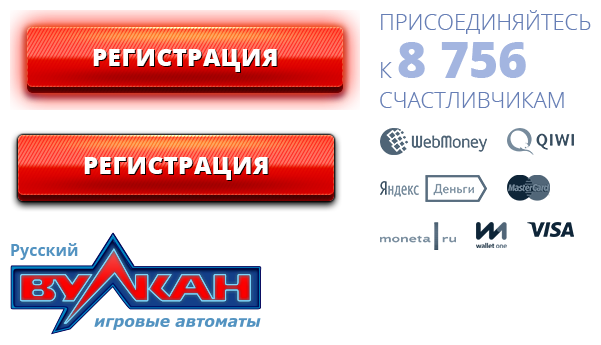 РЕГИСТРАЦИЯ
РЕГИСТРАЦИЯ
Русский
ВУЛКАН
игровые автоматы
ПРИСОЕДИНЯЙТЕСЬ
К 8 756
СЧАСТЛИВЧИКАМ
WebMoney
QIWI
Яндекс Деньги
MasterCard
moneta ru
wallet one
VISA